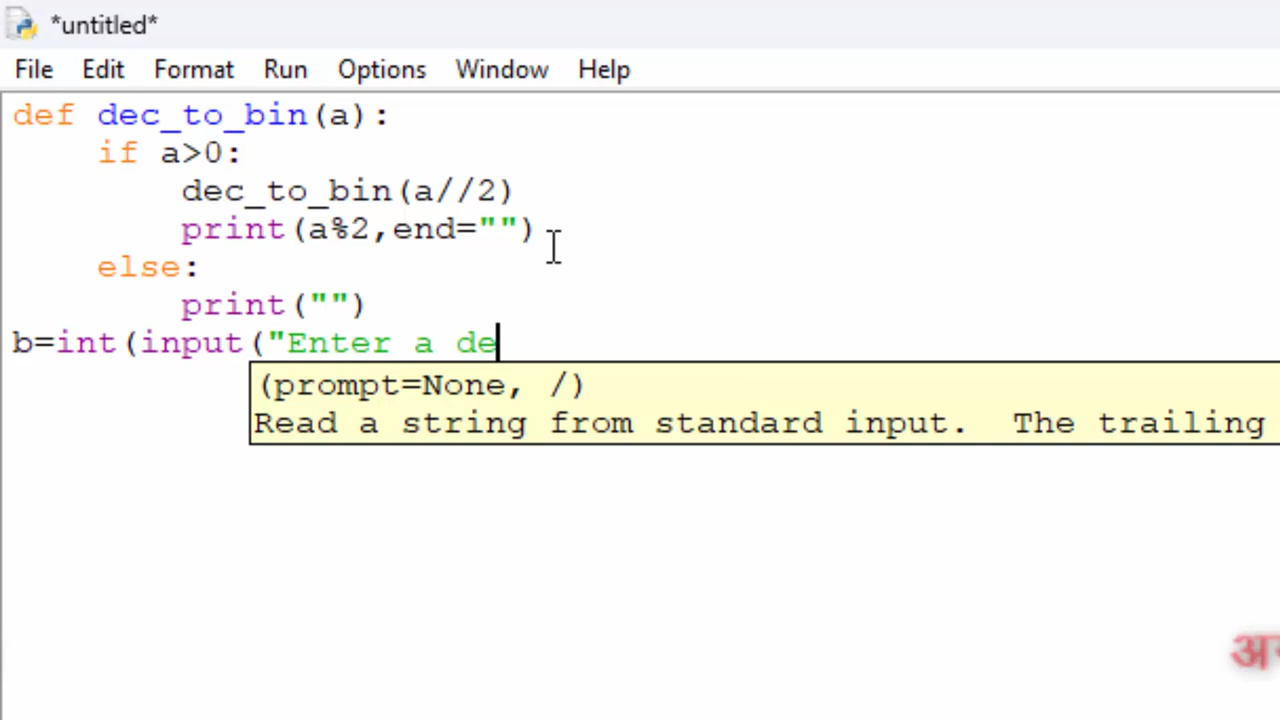 *untitled*
File Edit Format Run Options Window Help
def dec_to_bin(a):
    if a>0:
        dec_to_bin(a//2)
        print(a%2,end="")
    else:
        print("")
b=int(input("Enter a de
(prompt=None, /)
Read a string from standard input.  The trailing